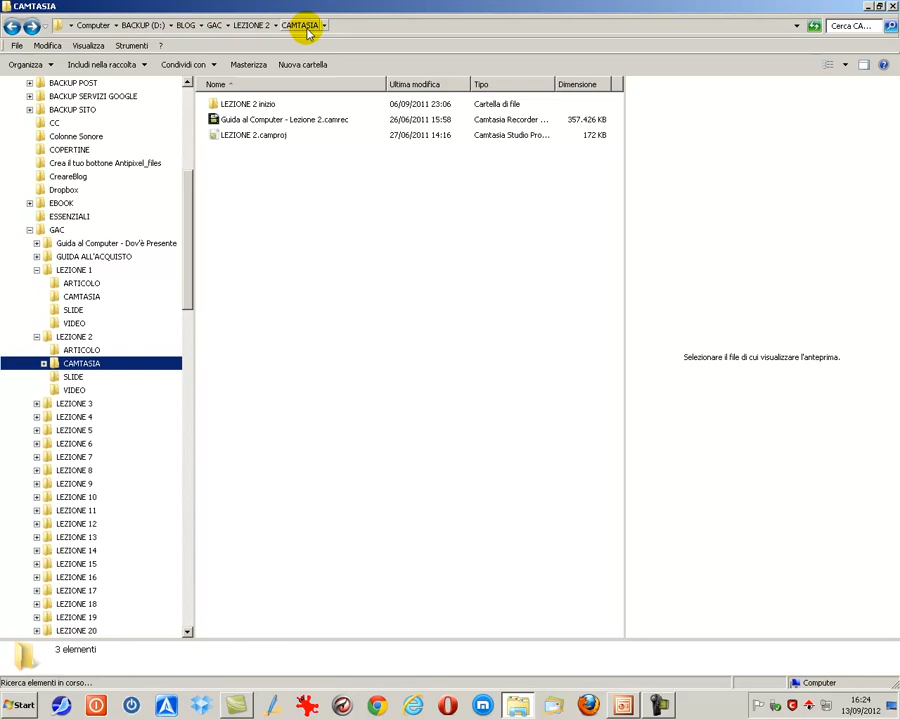 CAMTASIA
Computer BACKUP (D:) BLOG GAC LEZIONE 2 CAMTASIA
Cerca CA...
File Modifica Visualizza Strumenti ?
Organizza Includi nella raccolta Condividi con Masterizza Nuova cartella
BACKUP POST
BACKUP SERVIZI GOOGLE
BACKUP SITO
CC
Colonne Sonore
COPERTINE
Crea il tuo bottone Antipixel_files
CreareBlog
Dropbox
EBOOK
ESSENZIALI
GAC
Guida al Computer - Dov'è Presente
GUIDA ALL'ACQUISTO
LEZIONE 1
ARTICOLO
CAMTASIA
SLIDE
VIDEO
LEZIONE 2
ARTICOLO
CAMTASIA
SLIDE
VIDEO
LEZIONE 3
LEZIONE 4
LEZIONE 5
LEZIONE 6
LEZIONE 7
LEZIONE 8
LEZIONE 9
LEZIONE 10
LEZIONE 11
LEZIONE 12
LEZIONE 13
LEZIONE 14
LEZIONE 15
LEZIONE 16
LEZIONE 17
LEZIONE 18
LEZIONE 19
LEZIONE 20
Nome Ultima modifica Tipo Dimensione
LEZIONE 2 inizio 06/09/2011 23:06 Cartella di file
Guida al Computer - Lezione 2.camrec 26/06/2011 15:58 Camtasia Recorder ... 357.426 KB
LEZIONE 2.camproj 27/06/2011 14:16 Camtasia Studio Pro... 172 KB
Selezionare il file di cui visualizzare l'anteprima.
3 elementi
Ricerca elementi in corso...
Computer
Start
16:24
13/09/2012